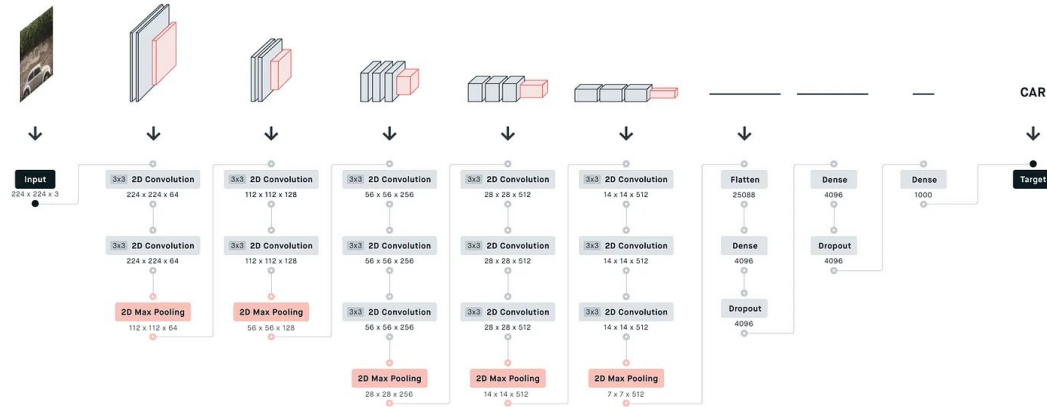 CAR
Input
224 x 224 x 3
3x3 2D Convolution
224 x 224 x 64
3x3 2D Convolution
224 x 224 x 64
2D Max Pooling
112 x 112 x 64
3x3 2D Convolution
112 x 112 x 128
3x3 2D Convolution
112 x 112 x 128
2D Max Pooling
56 x 56 x 128
3x3 2D Convolution
56 x 56 x 256
3x3 2D Convolution
56 x 56 x 256
3x3 2D Convolution
56 x 56 x 256
2D Max Pooling
28 x 28 x 256
3x3 2D Convolution
28 x 28 x 512
3x3 2D Convolution
28 x 28 x 512
3x3 2D Convolution
28 x 28 x 512
2D Max Pooling
14 x 14 x 512
3x3 2D Convolution
14 x 14 x 512
3x3 2D Convolution
14 x 14 x 512
3x3 2D Convolution
14 x 14 x 512
2D Max Pooling
7 x 7 x 512
Flatten
25088
Dense
4096
Dropout
4096
Dense
4096
Dropout
4096
Dense
1000
Target